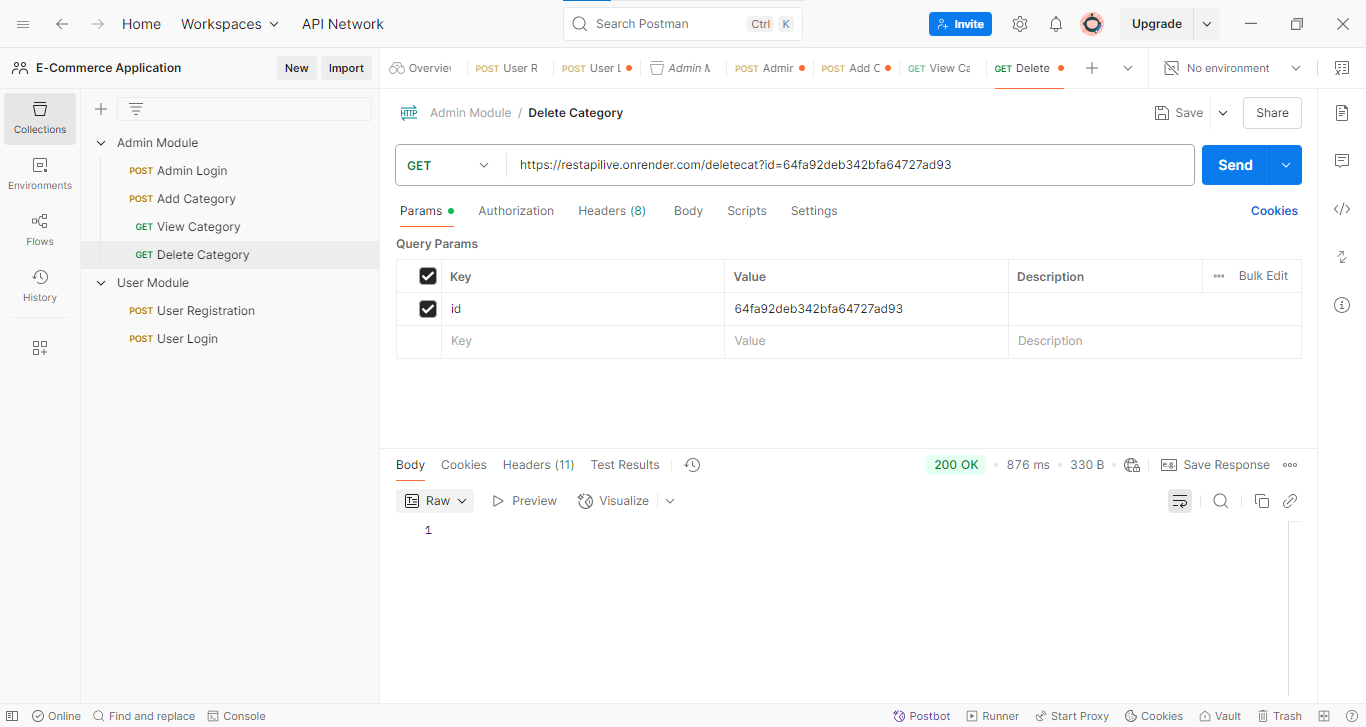 Home Workspaces API Network Search Postman Ctrl K Invite Upgrade
E-Commerce Application New Import Overvie POST User R POST User L Admin M POST Admir POST Add C GET View Ca GET Delete No environment
Collections
Environments
Flows
History
Admin Module
POST Admin Login
POST Add Category
GET View Category
GET Delete Category
User Module
POST User Registration
POST User Login
HTTP Admin Module / Delete Category Save Share
GET https://restapilive.onrender.com/deletecat?id=64fa92deb342bfa64727ad93 Send
Params Authorization Headers (8) Body Scripts Settings Cookies
Query Params
Key Value Description Bulk Edit
id 64fa92deb342bfa64727ad93
Key Value Description
Body Cookies Headers (11) Test Results 200 OK 876 ms 330 B e.g. Save Response
Raw Preview Visualize
1
Online Find and replace Console Postbot Runner Start Proxy Cookies Vault Trash